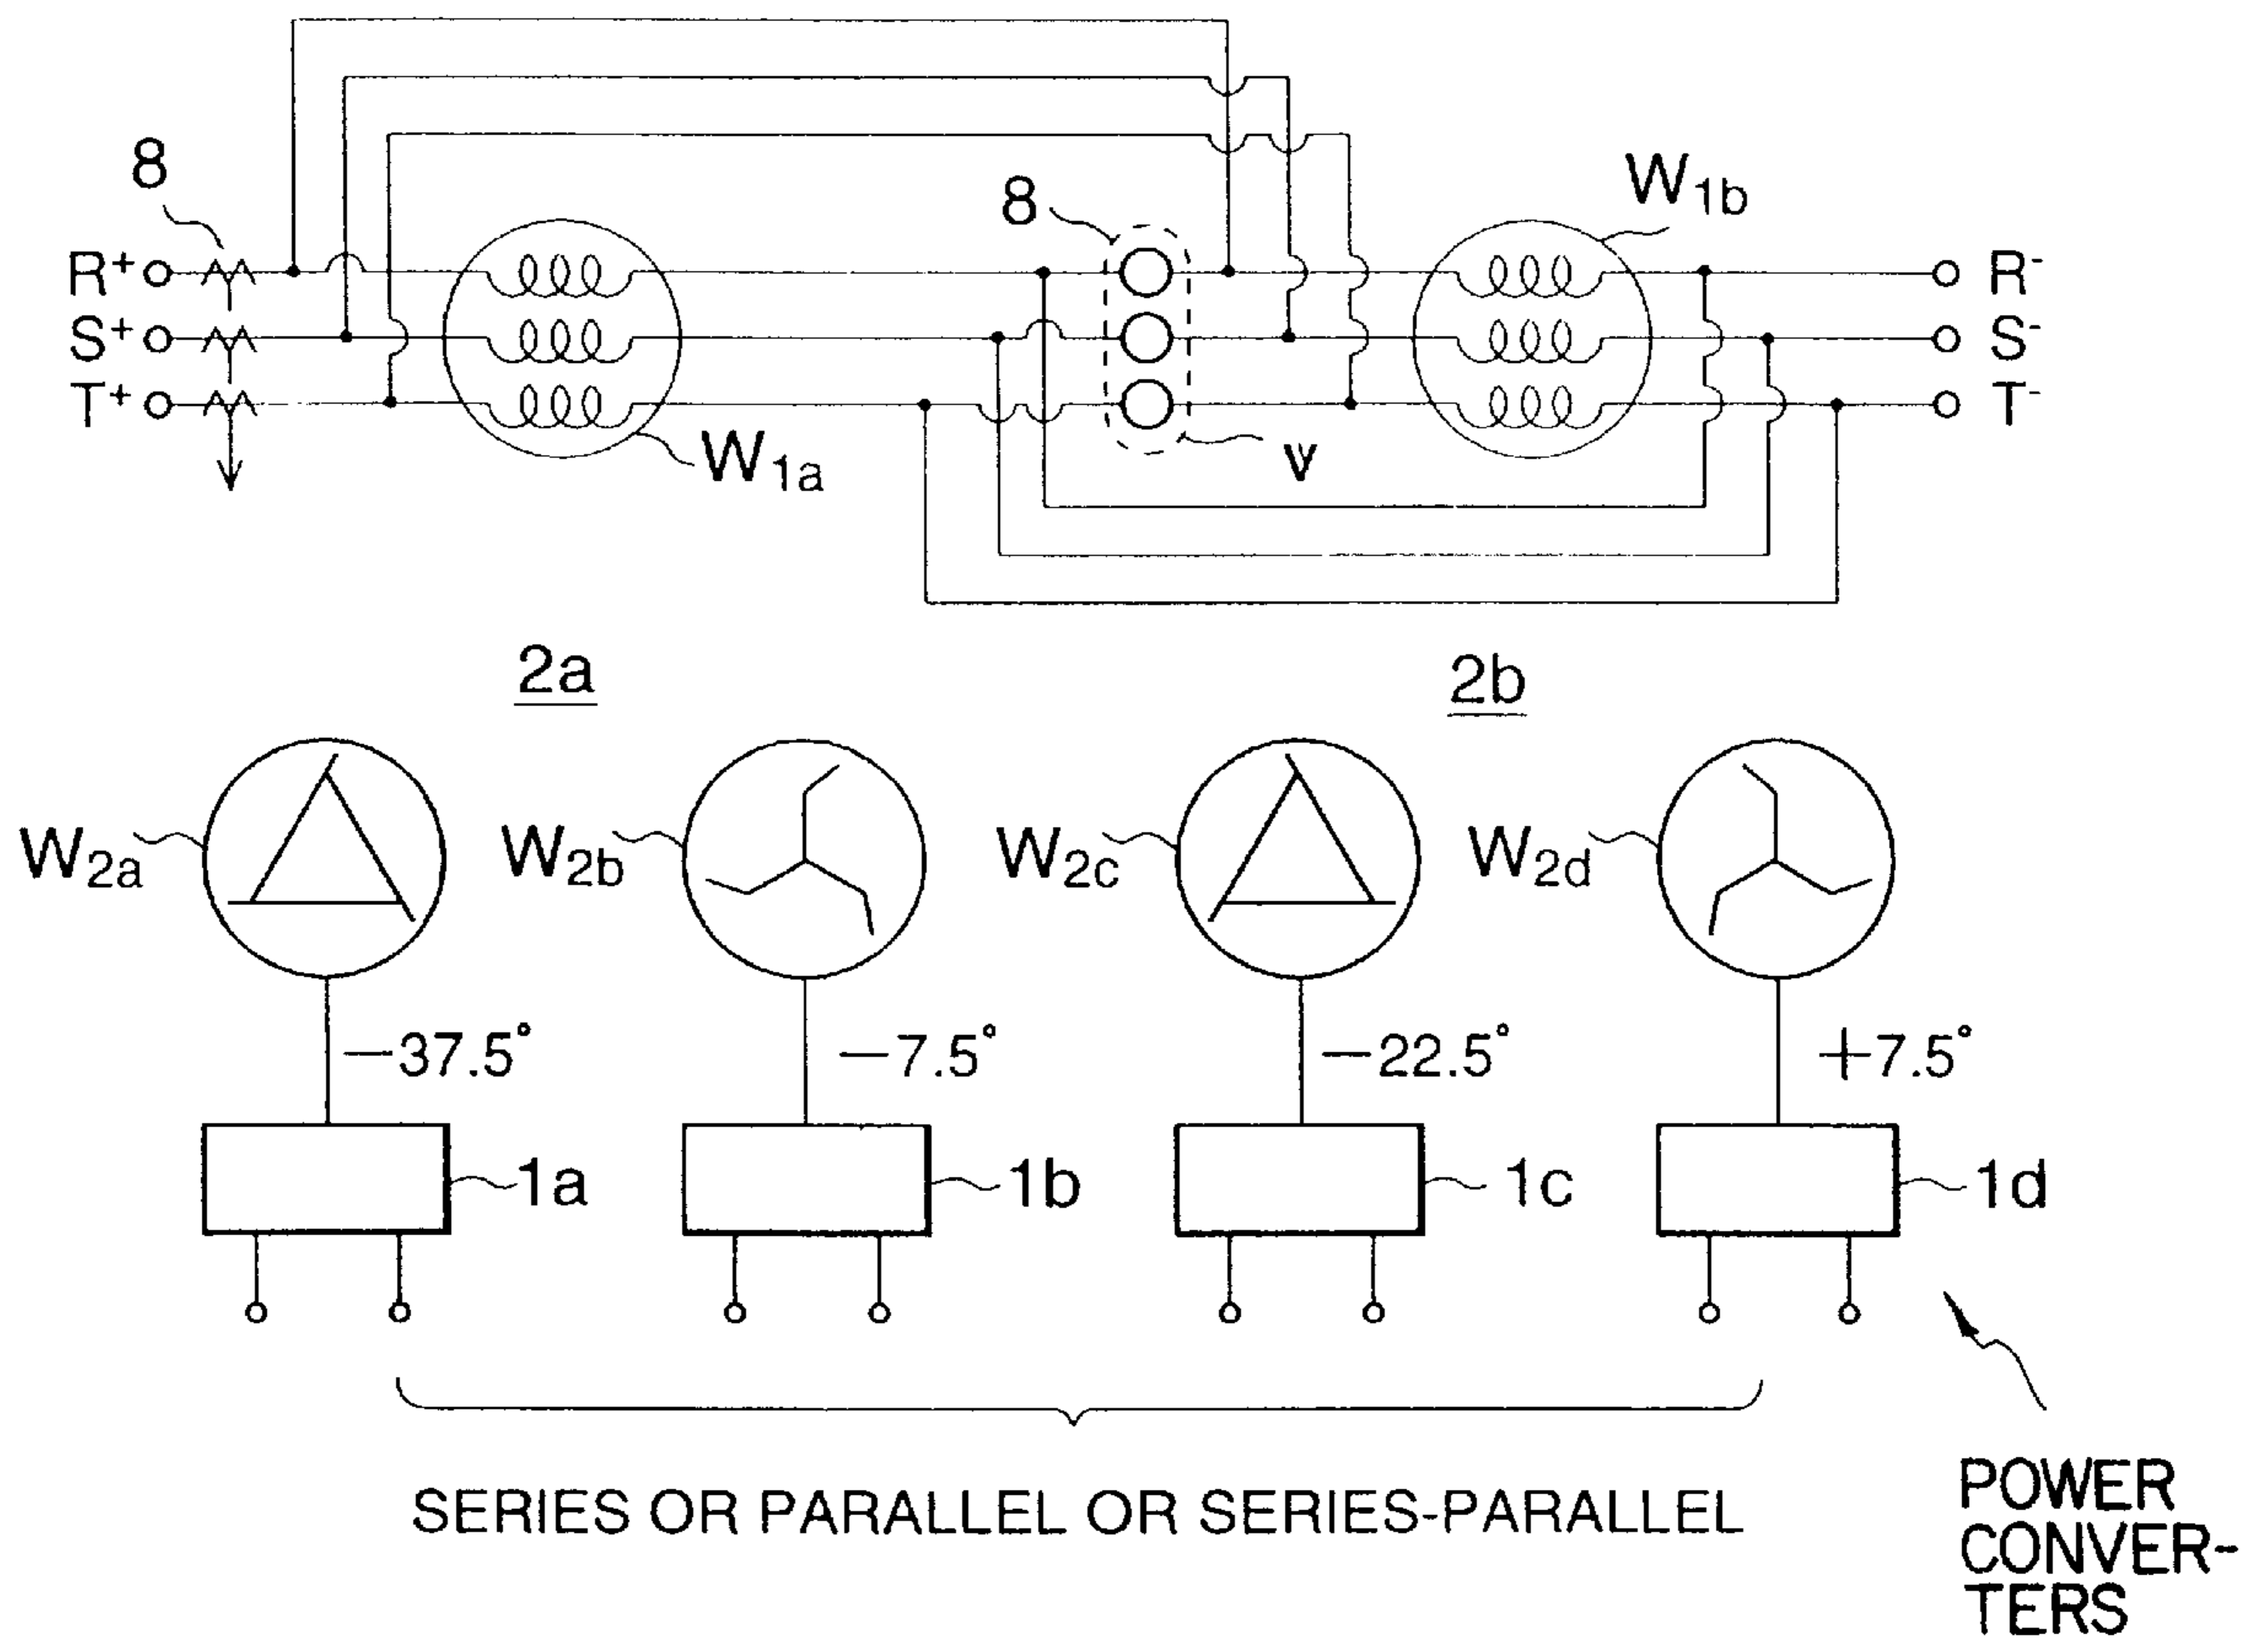 8
8
W1b
R+
R-
S+
S-
T+
T-
W1a
V
2a
2b
W2a
W2b
W2c
W2d
—37.5°
—7.5°
—22.5°
+7.5°
1a
1b
1c
1d
SERIES OR PARALLEL OR SERIES-PARALLEL
POWER
CONVER-
TERS